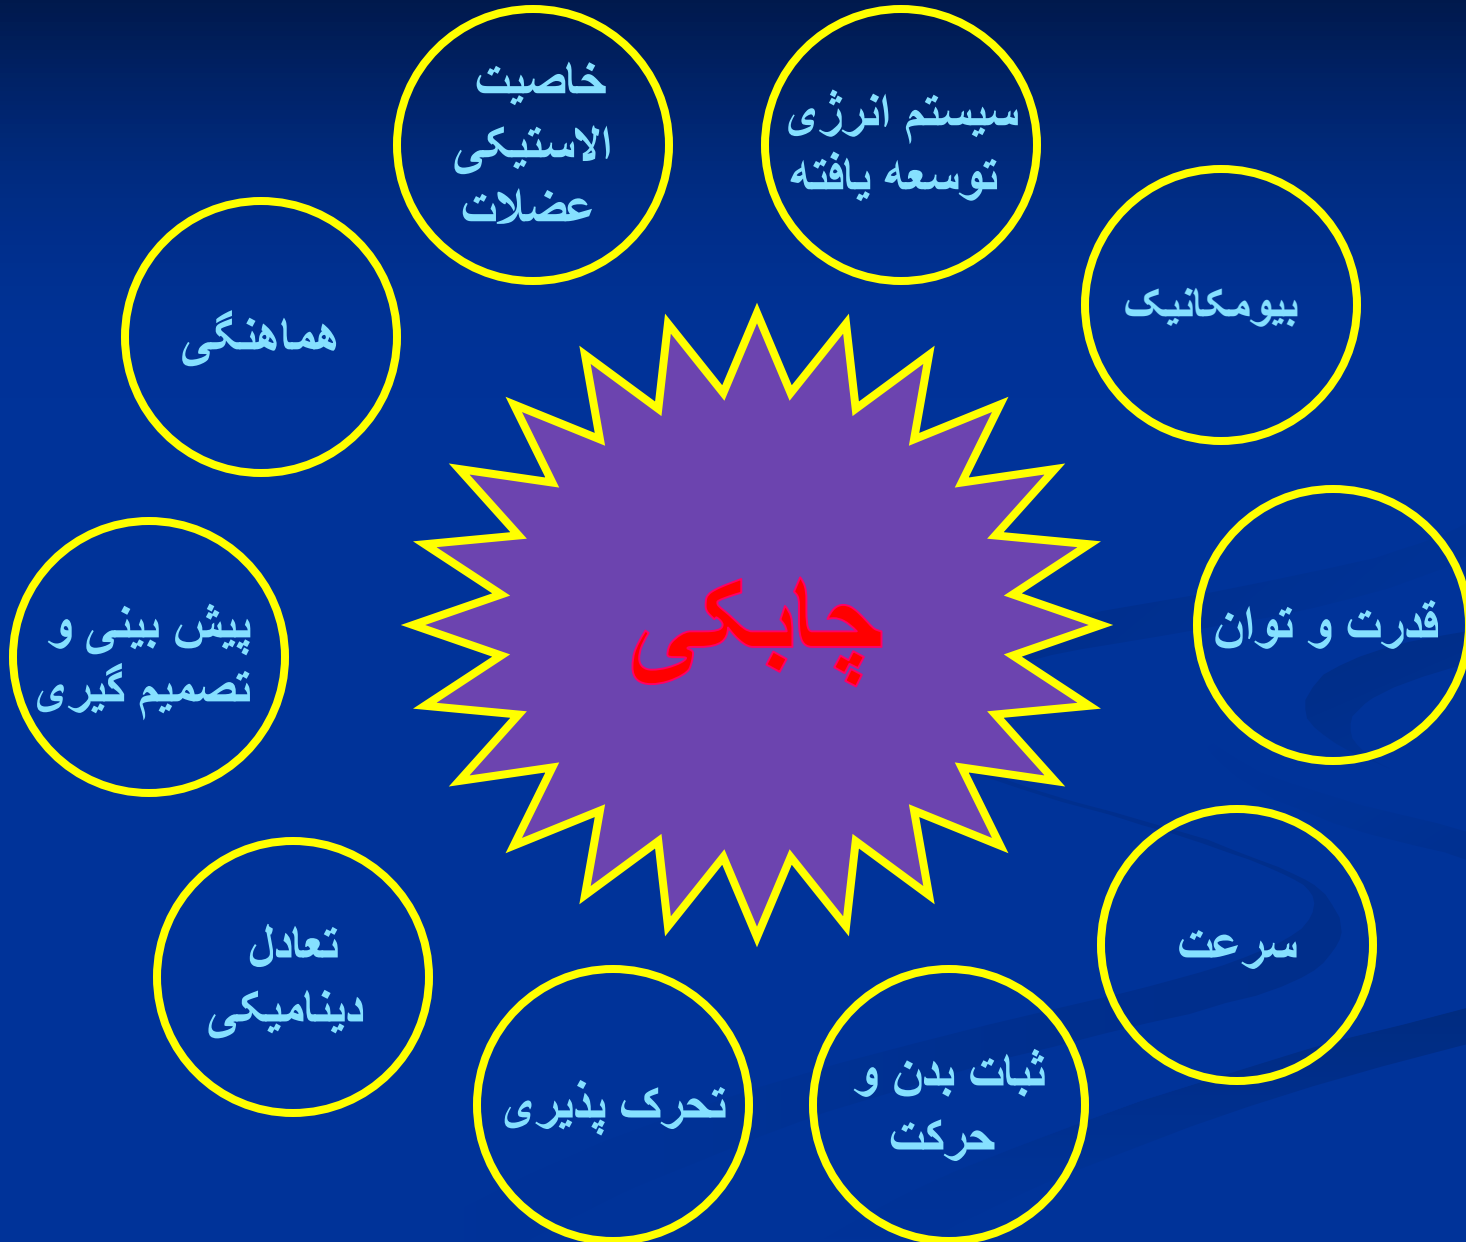 خاصیت
الاستیکی
عضلات
سیستم انرژی
توسعه یافته
بیومکانیک
هماهنگی
چابکی
قدرت و توان
پیش بینی و
تصمیم گیری
سرعت
تعادل
دینامیکی
تحرک پذیری
ثبات بدن و
حرکت